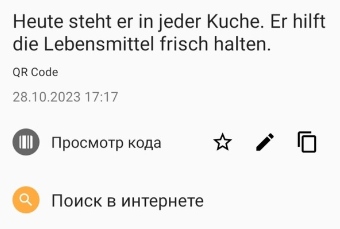 Heute steht er in jeder Kuche. Er hilft
die Lebensmittel frisch halten.
QR Code
28.10.2023 17:17
Просмотр кода
Поиск в интернете